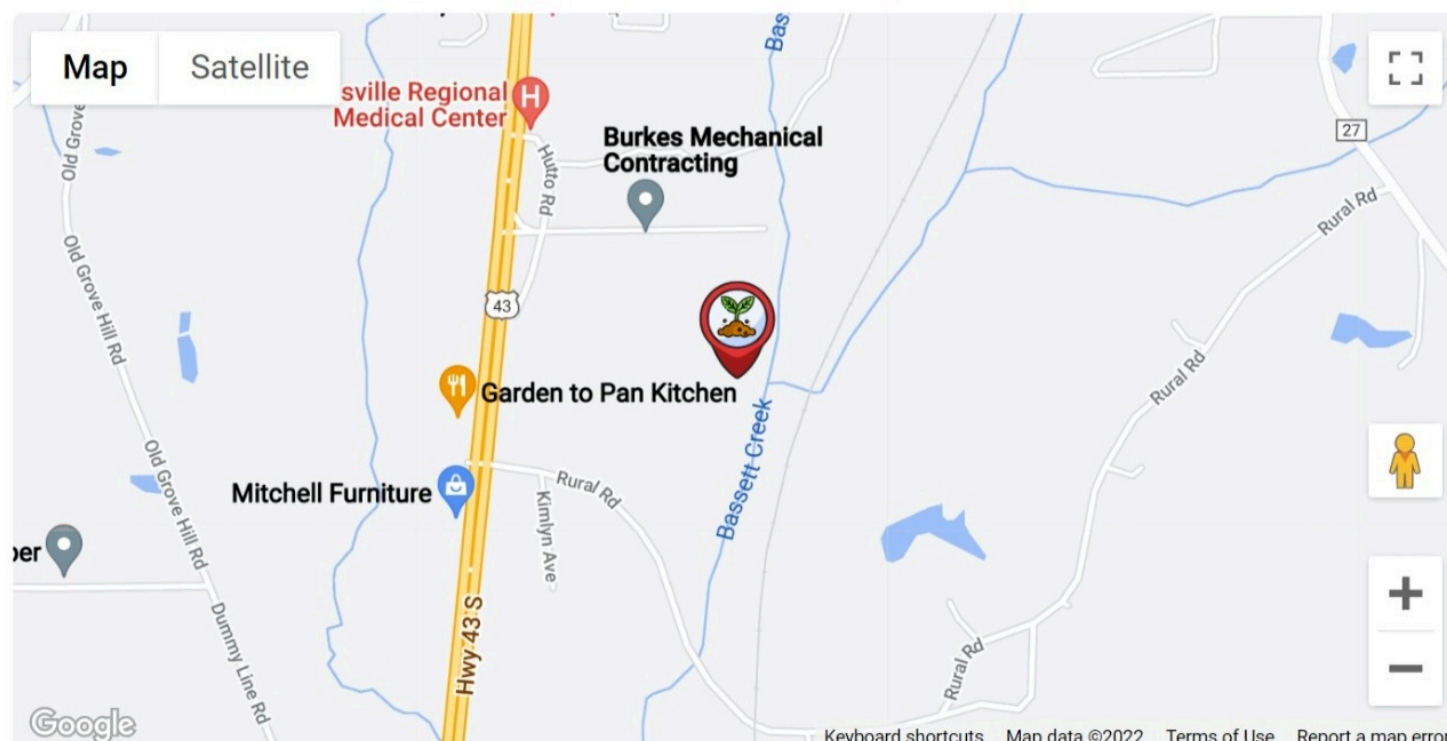 Map
Satellite
sville Regional
Medical Center
H
Burkes Mechanical
Contracting
Bas
27
Old Grove
Hutto Rd
Rural Rd
Old Grove Hill Rd
43
Garden to Pan Kitchen
Rural Rd
Bassett Creek
Mitchell Furniture
Rural Rd
Old Grove Hill Rd
Kimlyn Ave
per
Dummy Line Rd
Hwy 43 S
Rural Rd
Google
Keyboard shortcuts
Map data ©2022
Terms of Use
Report a map error